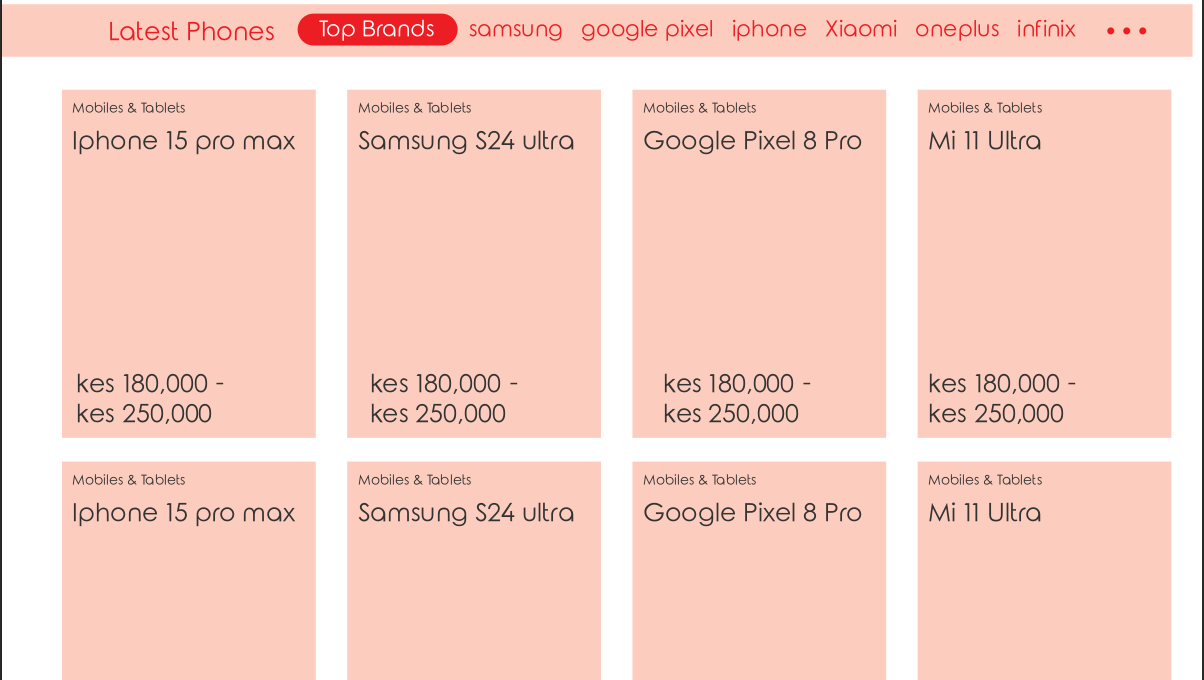 Latest Phones Top Brands samsung google pixel iphone Xiaomi oneplus infinix •••
Mobiles & Tablets
Iphone 15 pro max
kes 180,000 -
kes 250,000
Mobiles & Tablets
Samsung S24 ultra
kes 180,000 -
kes 250,000
Mobiles & Tablets
Google Pixel 8 Pro
kes 180,000 -
kes 250,000
Mobiles & Tablets
Mi 11 Ultra
kes 180,000 -
kes 250,000
Mobiles & Tablets
Iphone 15 pro max
Mobiles & Tablets
Samsung S24 ultra
Mobiles & Tablets
Google Pixel 8 Pro
Mobiles & Tablets
Mi 11 Ultra